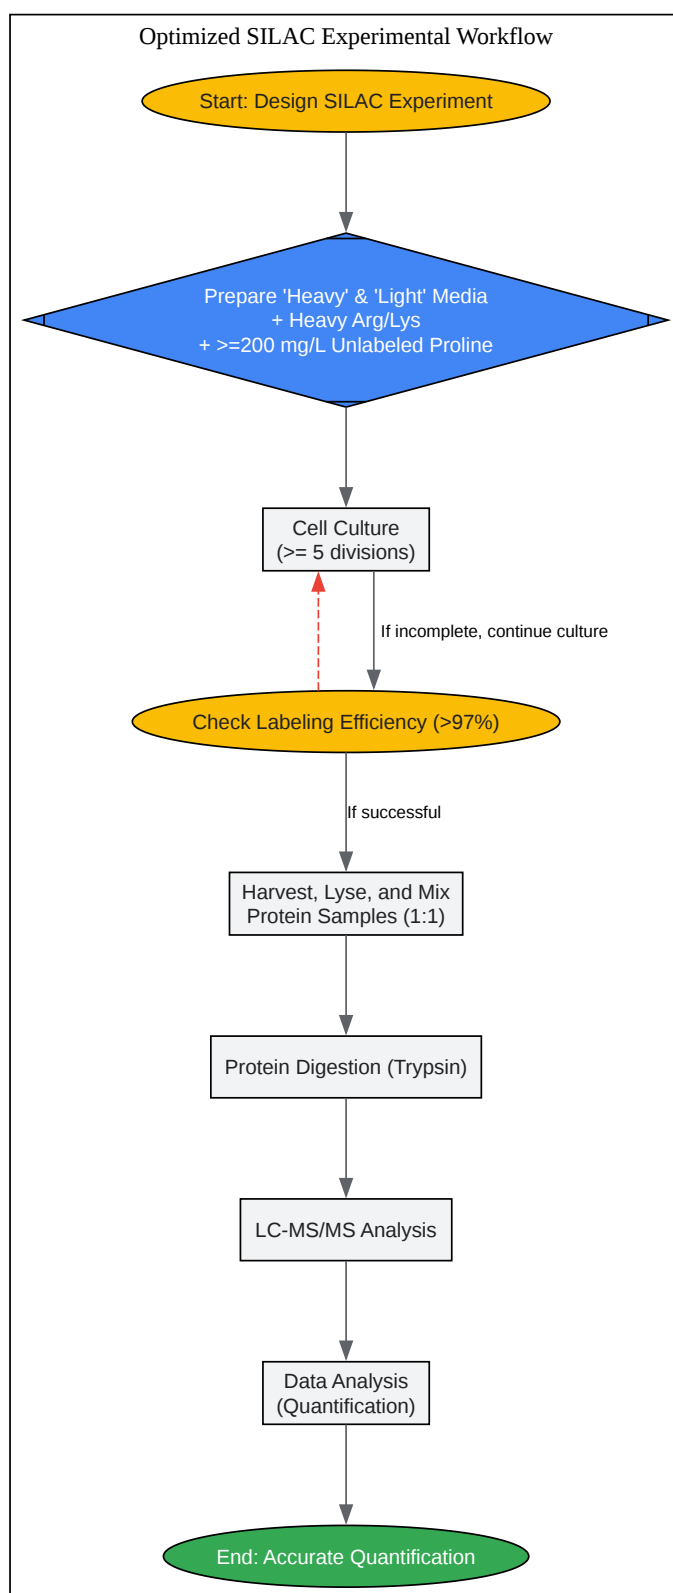 Optimized SILAC Experimental Workflow
Start: Design SILAC Experiment
Prepare 'Heavy' & 'Light' Media
+ Heavy Arg/Lys
+ >=200 mg/L Unlabeled Proline
Cell Culture
(>= 5 divisions)
If incomplete, continue culture
Check Labeling Efficiency (>97%)
If successful
Harvest, Lyse, and Mix
Protein Samples (1:1)
Protein Digestion (Trypsin)
LC-MS/MS Analysis
Data Analysis
(Quantification)
End: Accurate Quantification